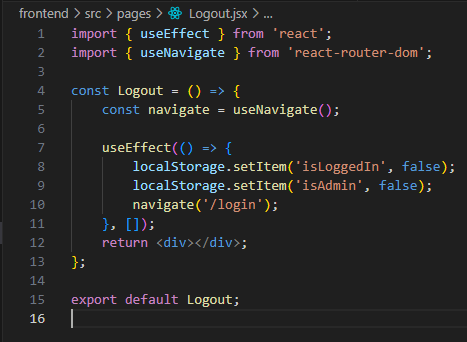 frontend > src > pages > Logout.jsx > ...
1 import { useEffect } from 'react';
2 import { useNavigate } from 'react-router-dom';
3
4 const Logout = () => {
5     const navigate = useNavigate();
6
7     useEffect(() => {
8         localStorage.setItem('isLoggedIn', false);
9         localStorage.setItem('isAdmin', false);
10         navigate('/login');
11     }, []);
12     return <div></div>;
13 };
14
15 export default Logout;
16